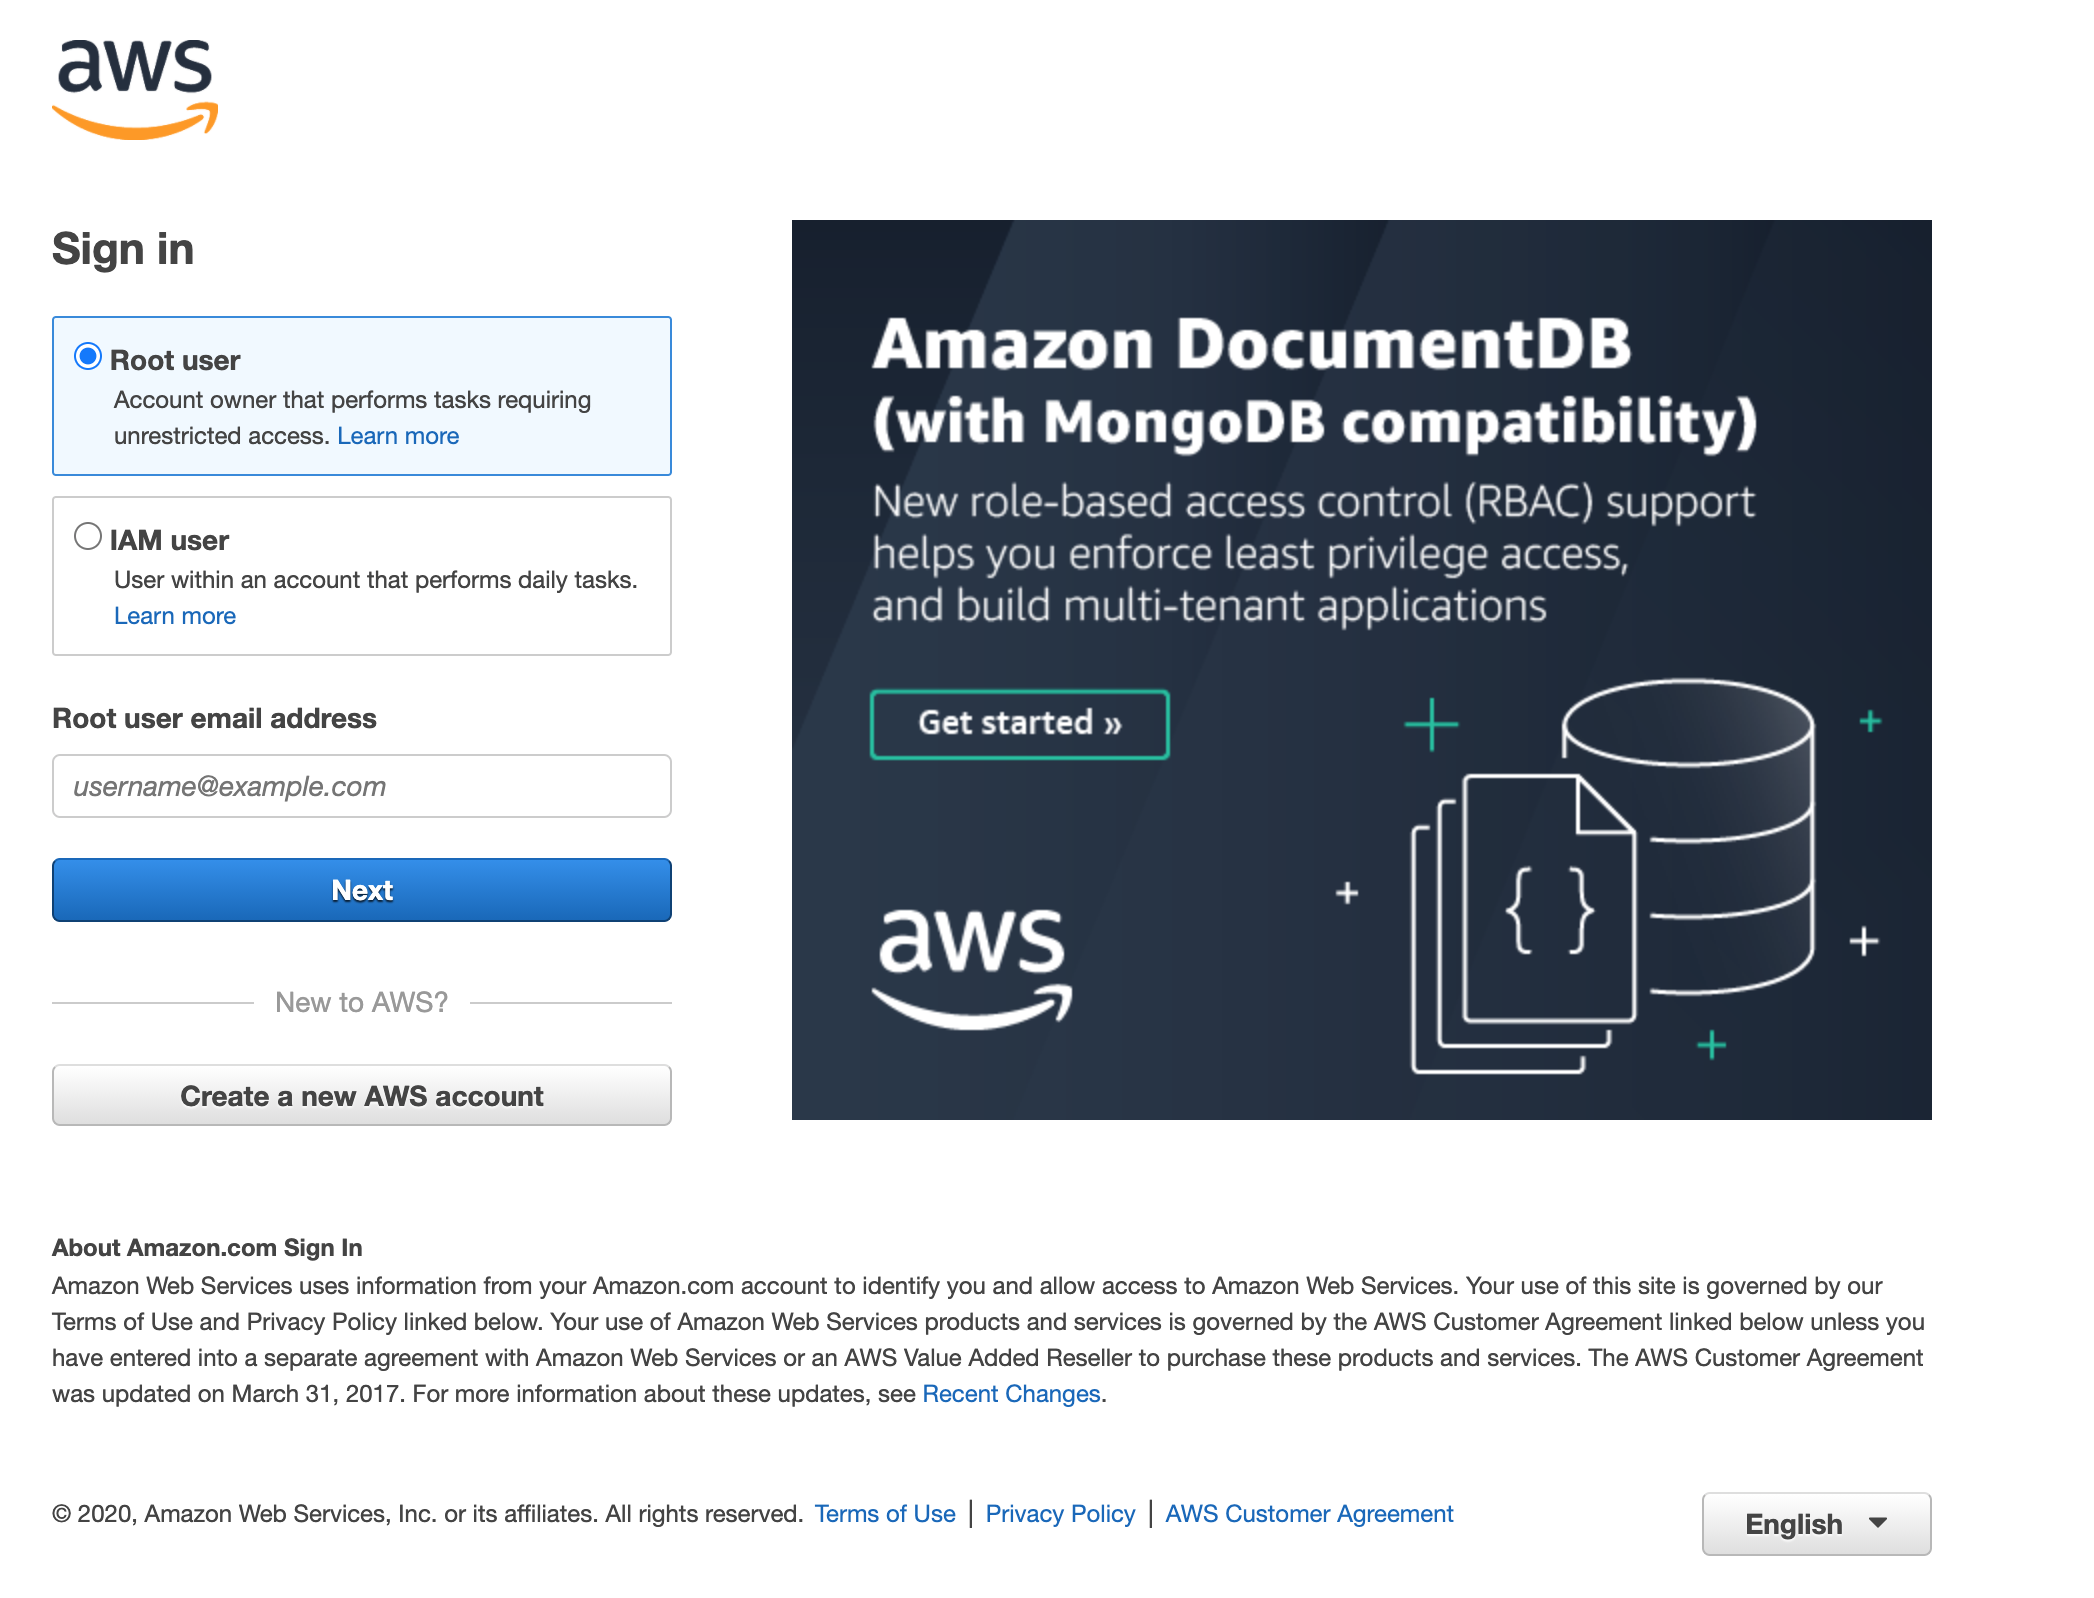 aws
Sign in
Root user
Account owner that performs tasks requiring
unrestricted access. Learn more
IAM user
User within an account that performs daily tasks.
Learn more
Root user email address
username@example.com
Next
New to AWS?
Create a new AWS account
Amazon DocumentDB
(with MongoDB compatibility)
New role-based access control (RBAC) support
helps you enforce least privilege access,
and build multi-tenant applications
Get started »
{ }
aws
About Amazon.com Sign In
Amazon Web Services uses information from your Amazon.com account to identify you and allow access to Amazon Web Services. Your use of this site is governed by our
Terms of Use and Privacy Policy linked below. Your use of Amazon Web Services products and services is governed by the AWS Customer Agreement linked below unless you
have entered into a separate agreement with Amazon Web Services or an AWS Value Added Reseller to purchase these products and services. The AWS Customer Agreement
was updated on March 31, 2017. For more information about these updates, see Recent Changes.
© 2020, Amazon Web Services, Inc. or its affiliates. All rights reserved. Terms of Use | Privacy Policy | AWS Customer Agreement
English